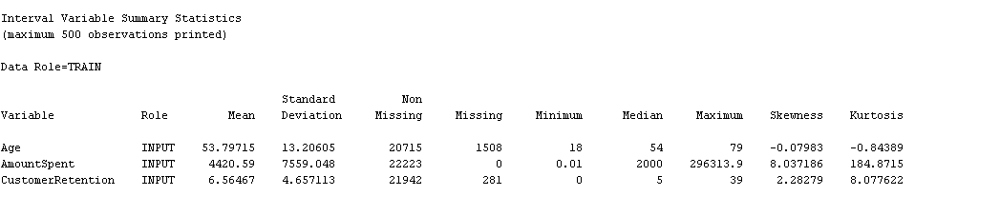 Interval Variable Summary Statistics
(maximum 500 observations printed)
Data Role=TRAIN
Standard Non
Variable Role Mean Deviation Missing Missing Minimum Median Maximum Skewness Kurtosis
Age INPUT 53.79715 13.20605 20715 1508 18 54 79 -0.07983 -0.84389
AmountSpent INPUT 4420.59 7559.048 22223 0 0.01 2000 296313.9 8.037186 184.8715
CustomerRetention INPUT 6.56467 4.657113 21942 281 0 5 39 2.28279 8.077622